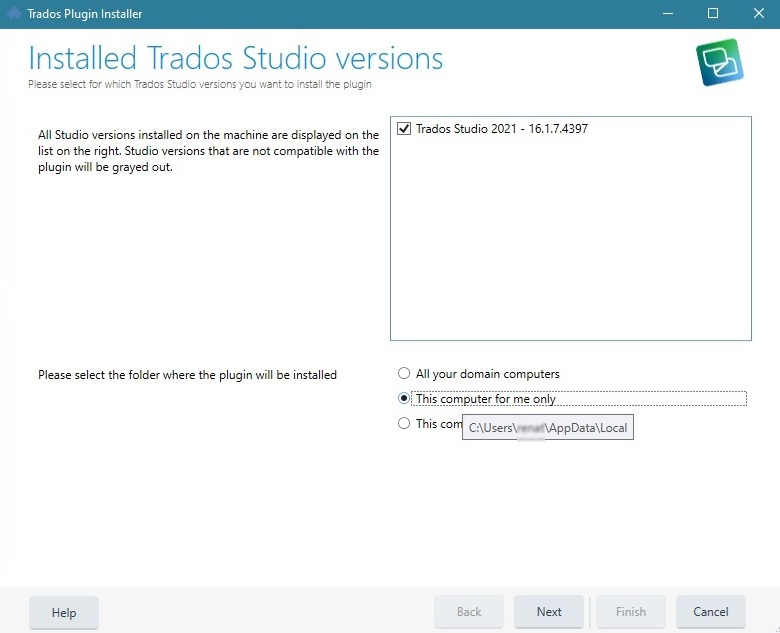 Trados Plugin Installer
Installed Trados Studio versions
Please select for which Trados Studio versions you want to install the plugin
All Studio versions installed on the machine are displayed on the
list on the right. Studio versions that are not compatible with the
plugin will be grayed out.
Trados Studio 2021 - 16.1.7.4397
Please select the folder where the plugin will be installed
All your domain computers
This computer for me only
This com
C:\Users\ \AppData\Local
Help
Back
Next
Finish
Cancel